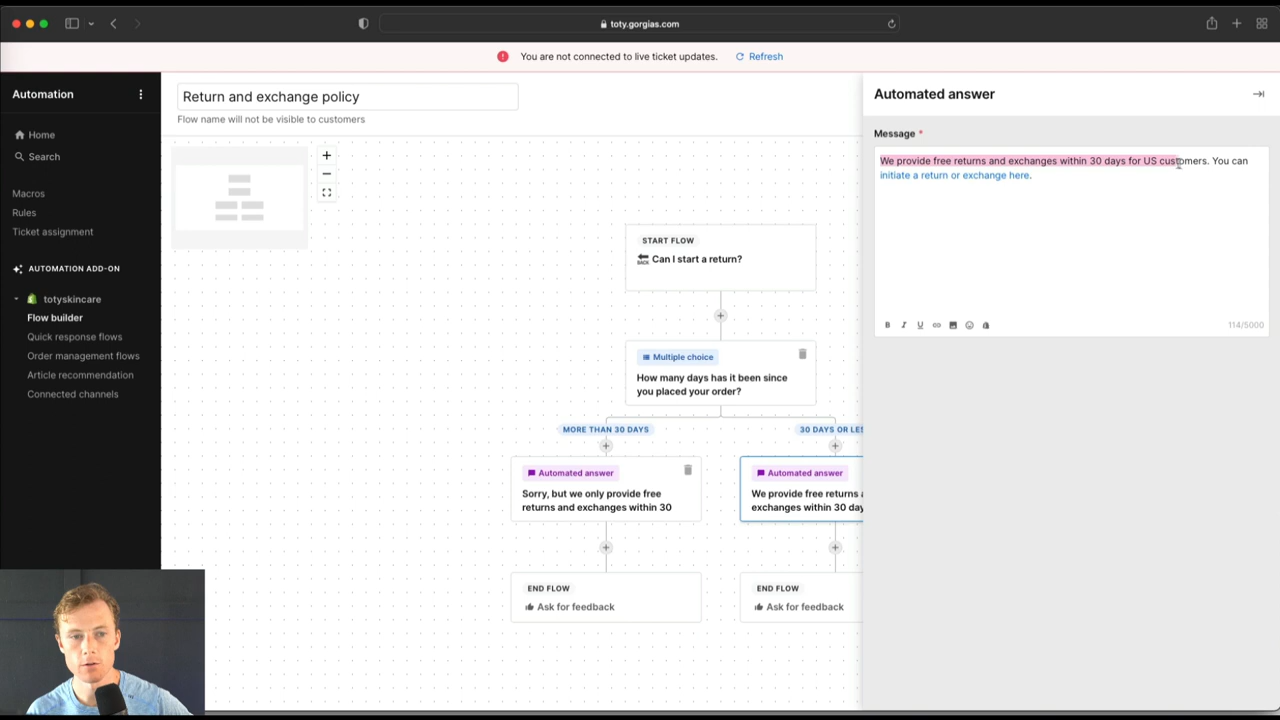 toty.gorgias.com
You are not connected to live ticket updates. Refresh
Automation
Home
Search
Macros
Rules
Ticket assignment
AUTOMATION ADD-ON
totyskincare
Flow builder
Quick response flows
Order management flows
Article recommendation
Connected channels
Return and exchange policy
Flow name will not be visible to customers
START FLOW
BACK Can I start a return?
Multiple choice
How many days has it been since
you placed your order?
MORE THAN 30 DAYS
30 DAYS OR LES
Automated answer
Sorry, but we only provide free
returns and exchanges within 30
Automated answer
We provide free returns a
exchanges within 30 day
END FLOW
Ask for feedback
END FLOW
Ask for feedback
Automated answer
Message *
We provide free returns and exchanges within 30 days for US customers. You can
initiate a return or exchange here.
B I U
114/5000